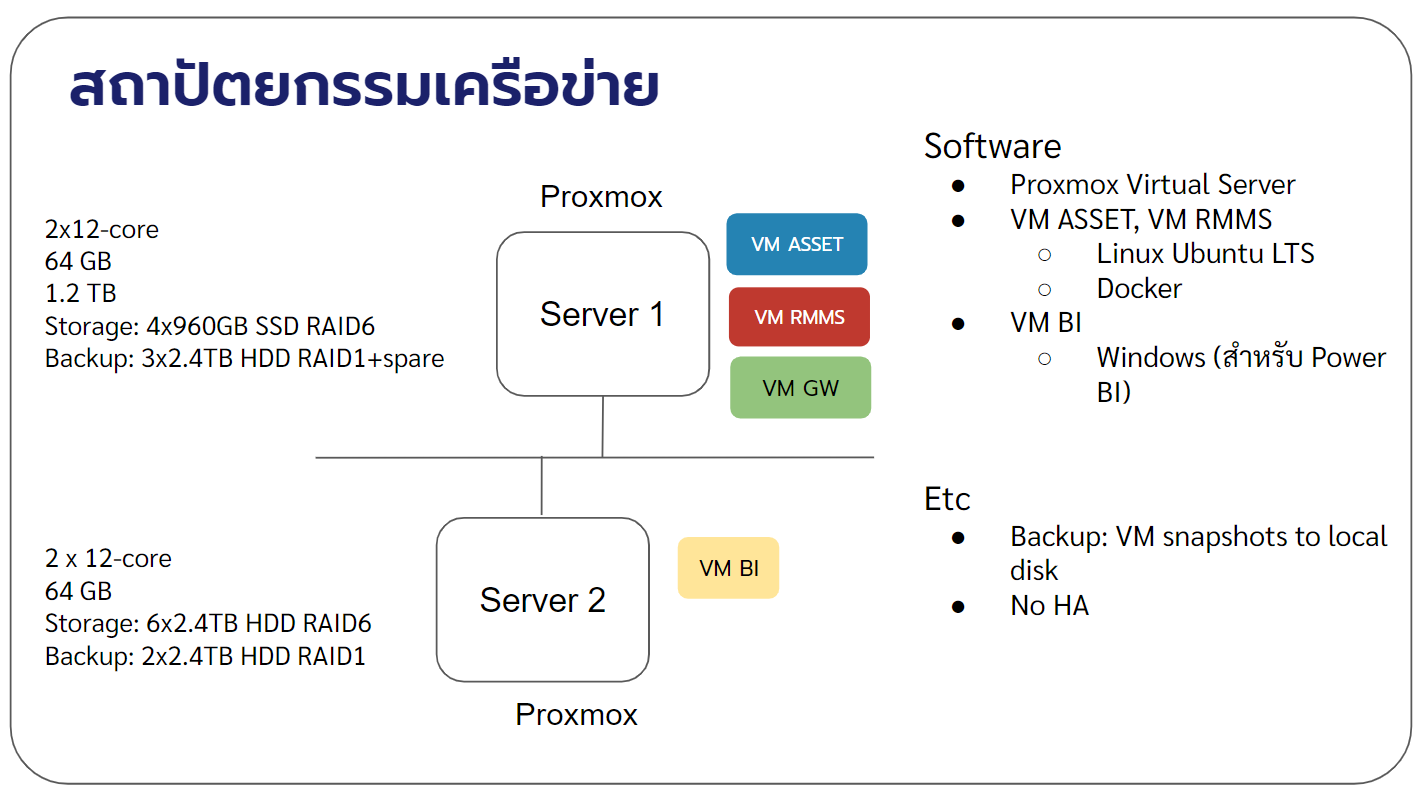 สถาปัตยกรรมเครือข่าย
Proxmox
2x12-core
64 GB
1.2 TB
Storage: 4x960GB SSD RAID6
Backup: 3x2.4TB HDD RAID1+spare
Server 1
VM ASSET
VM RMMS
VM GW
2 x 12-core
64 GB
Storage: 6x2.4TB HDD RAID6
Backup: 2x2.4TB HDD RAID1
Server 2
VM BI
Proxmox
Software
● Proxmox Virtual Server
● VM ASSET, VM RMMS
○ Linux Ubuntu LTS
○ Docker
● VM BI
○ Windows (สำหรับ Power
BI)
Etc
● Backup: VM snapshots to local
disk
● No HA